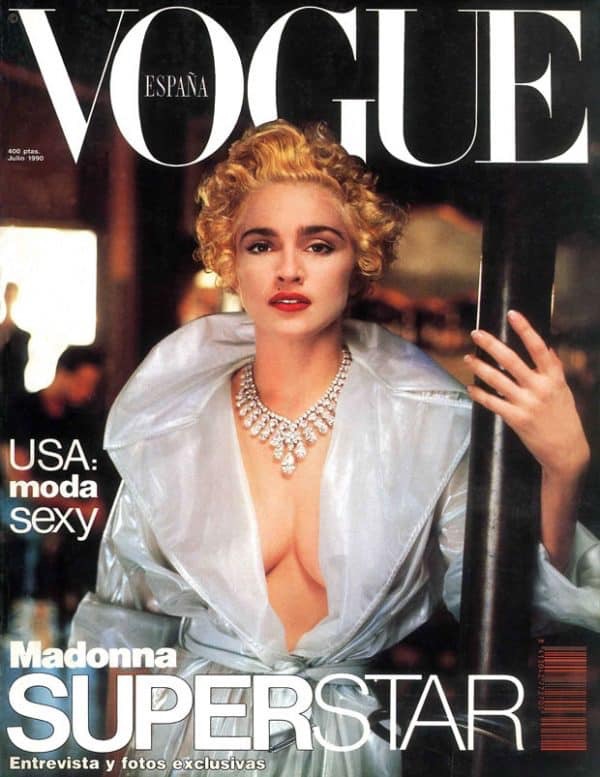 VOGUE
ESPAÑA
400 ptas.
Julio 1990
USA:
moda
sexy
Madonna
SUPERSTAR
Entrevista y fotos exclusivas